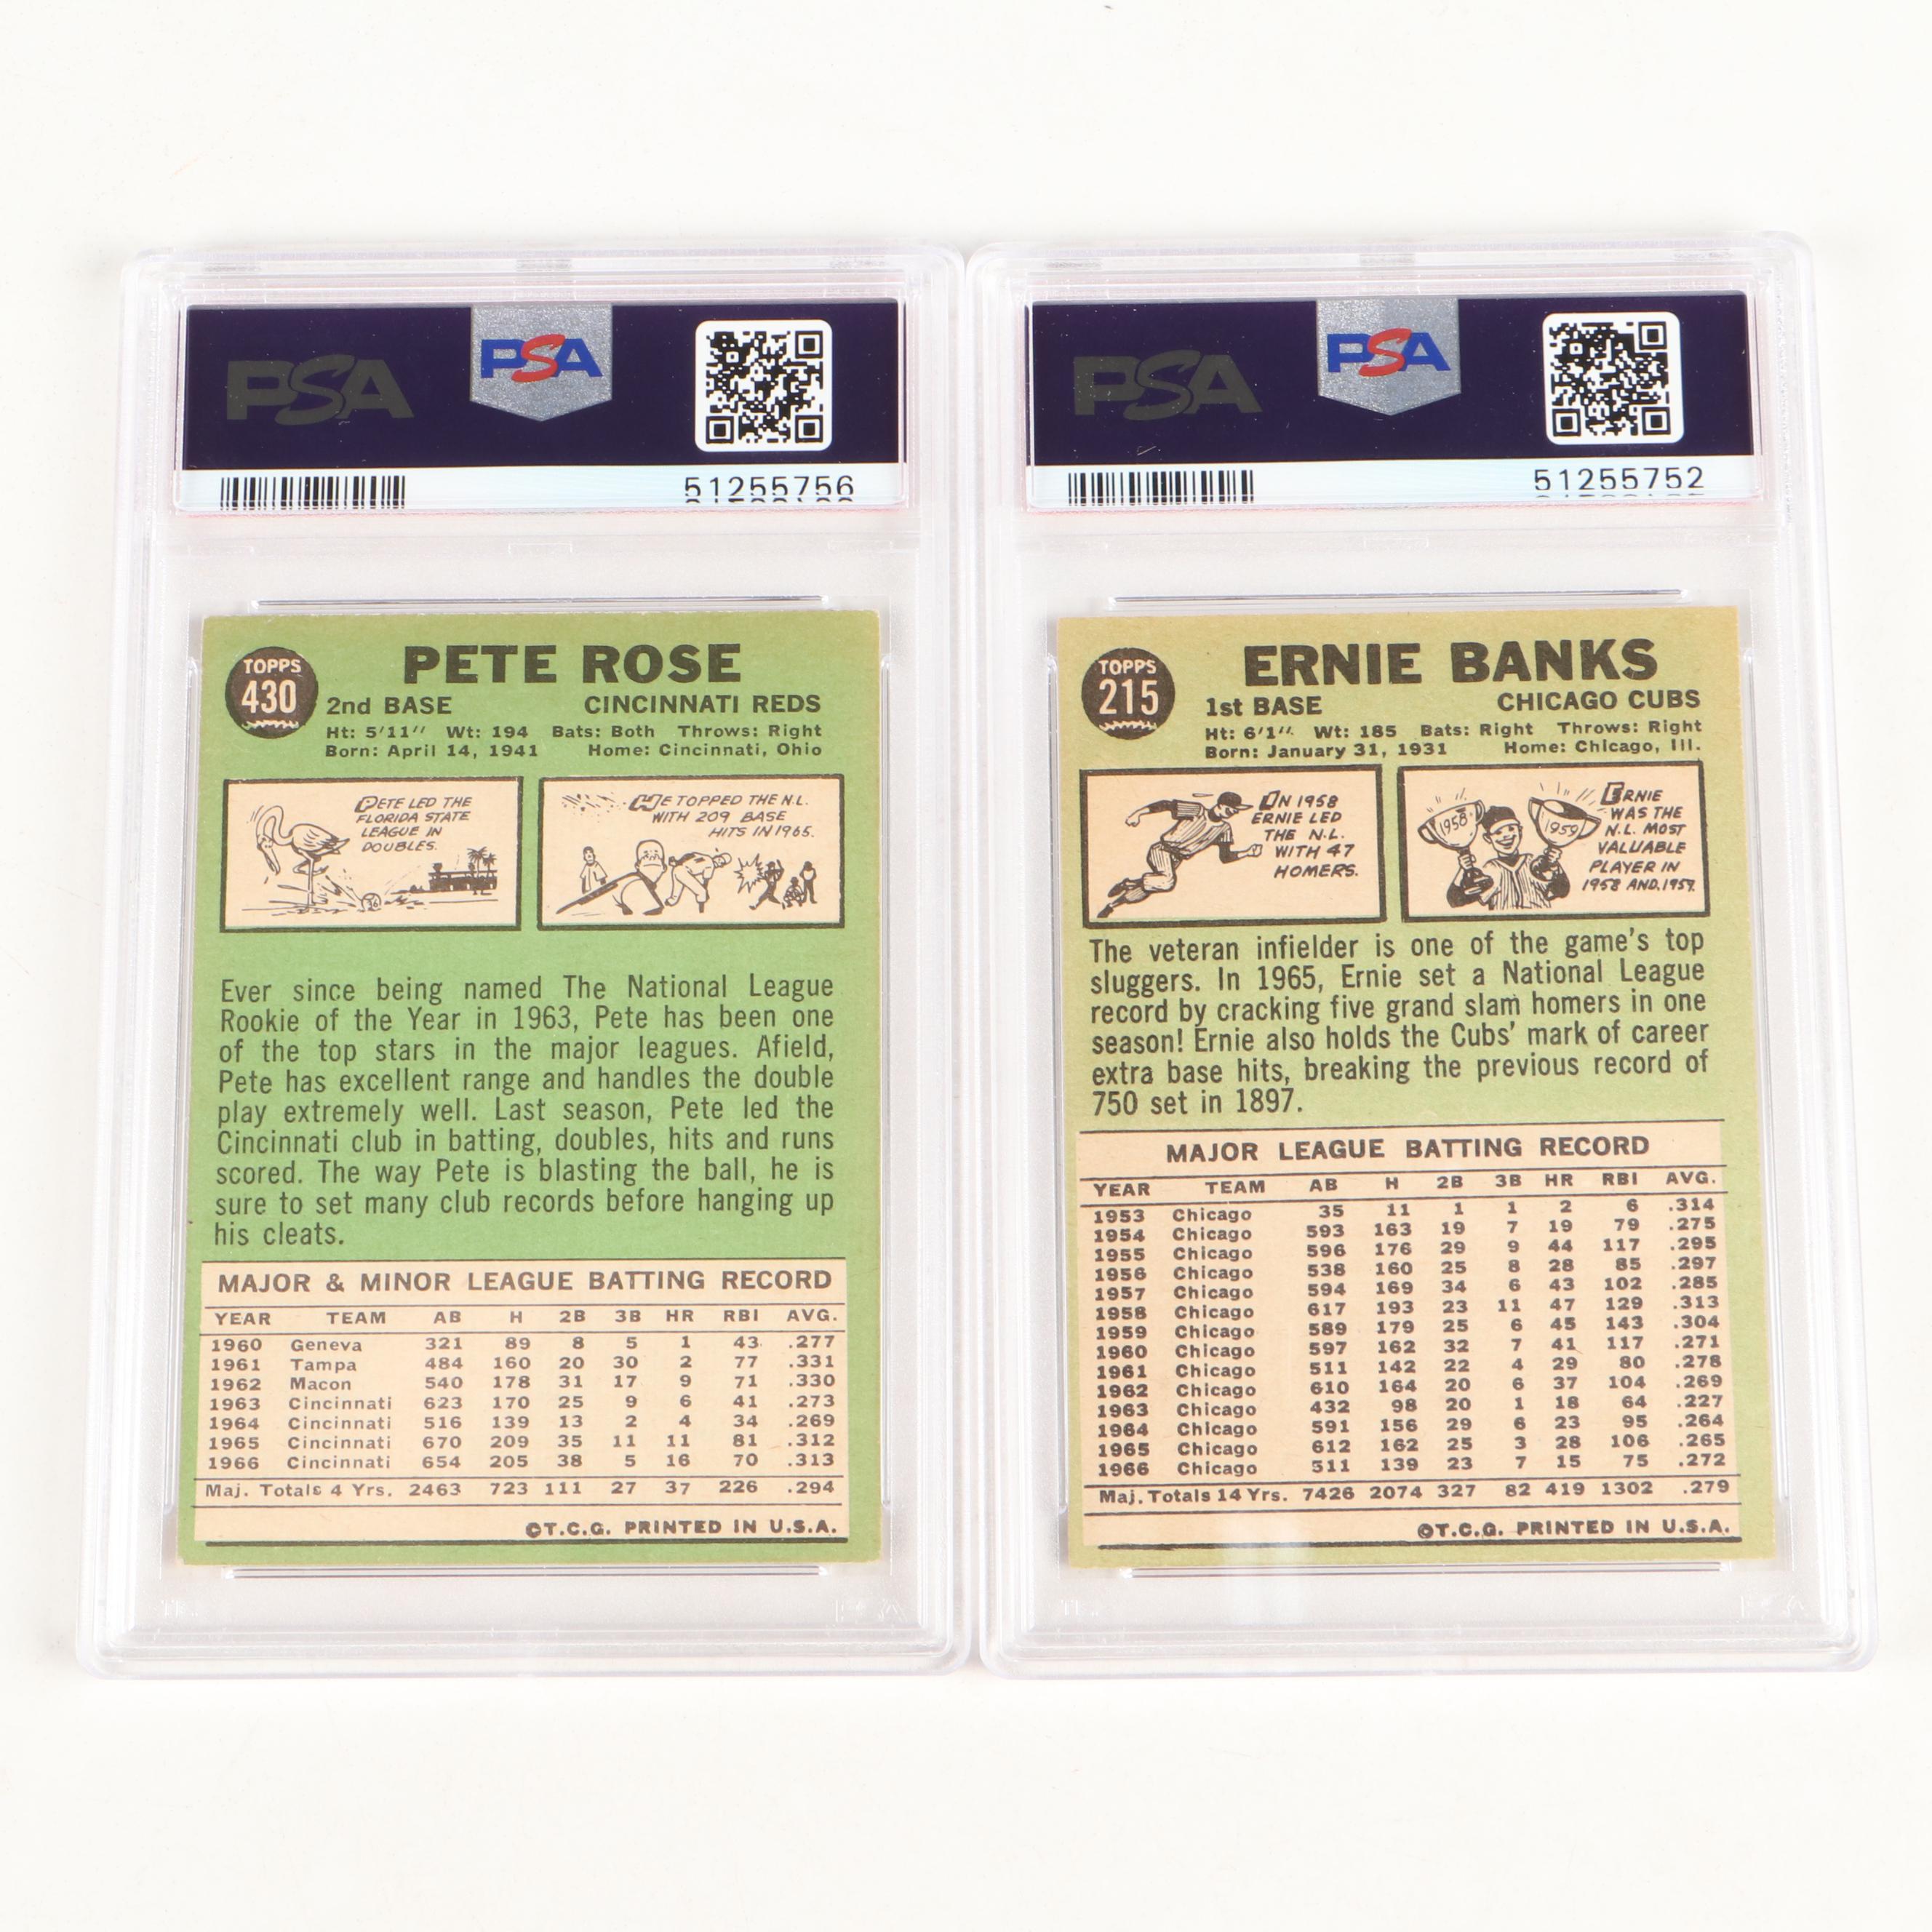 PSA
PSA
51255756
TOPPS
430
PETE ROSE
2nd BASE CINCINNATI REDS
Ht: 5'11" Wt: 194 Bats: Both Throws: Right
Born: April 14, 1941 Home: Cincinnati, Ohio
PETE LED THE
FLORIDA STATE
LEAGUE IN
DOUBLES.
HE TOPPED THE N.L.
WITH 209 BASE
HITS IN 1965.
Ever since being named The National League
Rookie of the Year in 1963, Pete has been one
of the top stars in the major leagues. Afield,
Pete has excellent range and handles the double
play extremely well. Last season, Pete led the
Cincinnati club in batting, doubles, hits and runs
scored. The way Pete is blasting the ball, he is
sure to set many club records before hanging up
his cleats.
MAJOR & MINOR LEAGUE BATTING RECORD
YEAR TEAM AB H 2B 3B HR RBI AVG.
1960 Geneva 321 89 8 5 1 43 .277
1961 Tampa 484 160 20 30 2 77 .331
1962 Macon 540 178 31 17 9 71 .330
1963 Cincinnati 623 170 25 9 6 41 .273
1964 Cincinnati 516 139 13 2 4 34 .269
1965 Cincinnati 670 209 35 11 11 81 .312
1966 Cincinnati 654 205 38 5 16 70 .313
Maj. Totals 4 Yrs. 2463 723 111 27 37 226 .294
©T.C.G. PRINTED IN U.S.A.
PSA
PSA
51255752
TOPPS
215
ERNIE BANKS
1st BASE CHICAGO CUBS
Ht: 6'1" Wt: 185 Bats: Right Throws: Right
Born: January 31, 1931 Home: Chicago, Ill.
IN 1958
ERNIE LED
THE N.L.
WITH 47
HOMERS.
1958
1959
ERNIE
WAS THE
N.L. MOST
VALUABLE
PLAYER IN
1958 AND 1959.
The veteran infielder is one of the game's top
sluggers. In 1965, Ernie set a National League
record by cracking five grand slam homers in one
season! Ernie also holds the Cubs' mark of career
extra base hits, breaking the previous record of
750 set in 1897.
MAJOR LEAGUE BATTING RECORD
YEAR TEAM AB H 2B 3B HR RBI AVG.
1953 Chicago 35 11 1 1 2 6 .314
1954 Chicago 593 163 19 7 19 79 .275
1955 Chicago 596 176 29 9 44 117 .295
1956 Chicago 538 160 25 8 28 85 .297
1957 Chicago 594 169 34 6 43 102 .285
1958 Chicago 617 193 23 11 47 129 .313
1959 Chicago 589 179 25 6 45 143 .304
1960 Chicago 597 162 32 7 41 117 .271
1961 Chicago 511 142 22 4 29 80 .278
1962 Chicago 610 164 20 6 37 104 .269
1963 Chicago 432 98 20 1 18 64 .227
1964 Chicago 591 156 29 6 23 95 .264
1965 Chicago 612 162 25 3 28 106 .265
1966 Chicago 511 139 23 7 15 75 .272
Maj. Totals 14 Yrs. 7426 2074 327 82 419 1302 .279
©T.C.G. PRINTED IN U.S.A.